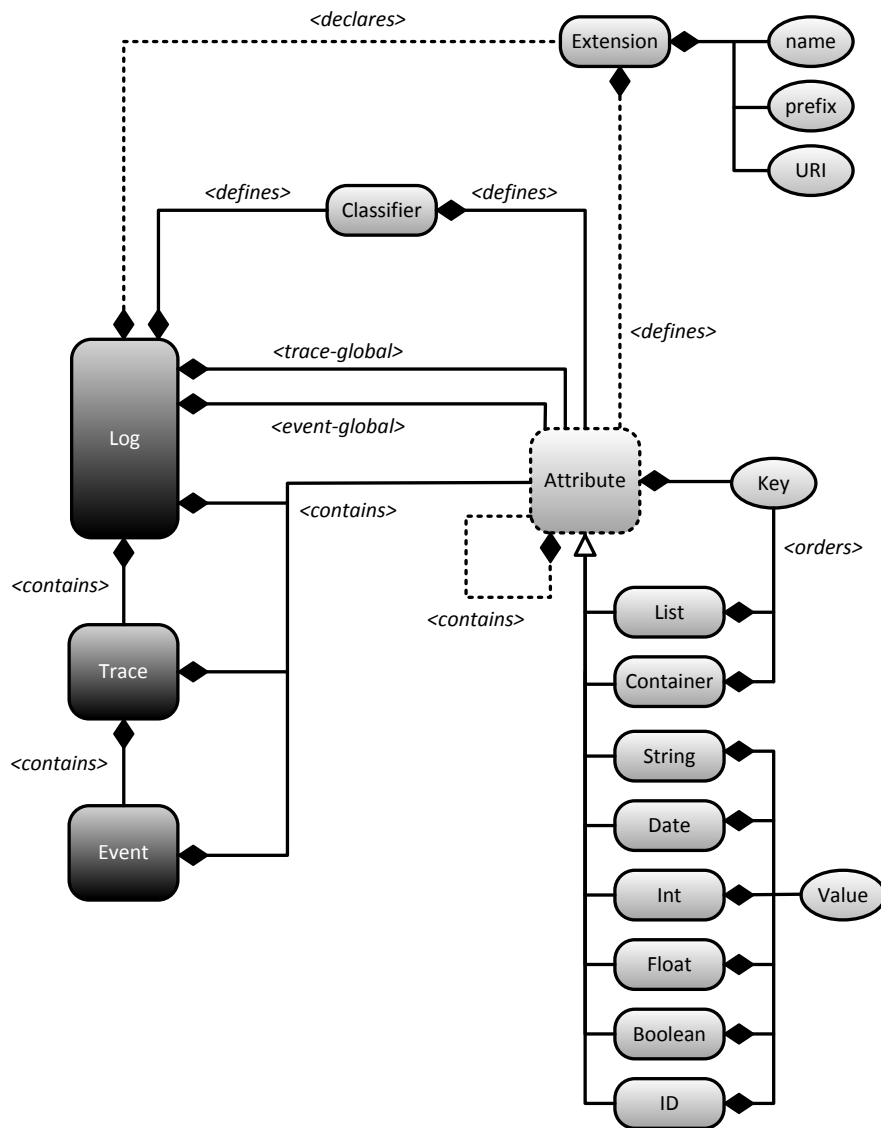 <declares>
Extension
name
prefix
URI
<defines>
Classifier
<defines>
<defines>
<trace-global>
<event-global>
Log
Attribute
Key
<contains>
<orders>
<contains>
<contains>
List
Trace
Container
<contains>
String
Date
Event
Int
Value
Float
Boolean
ID